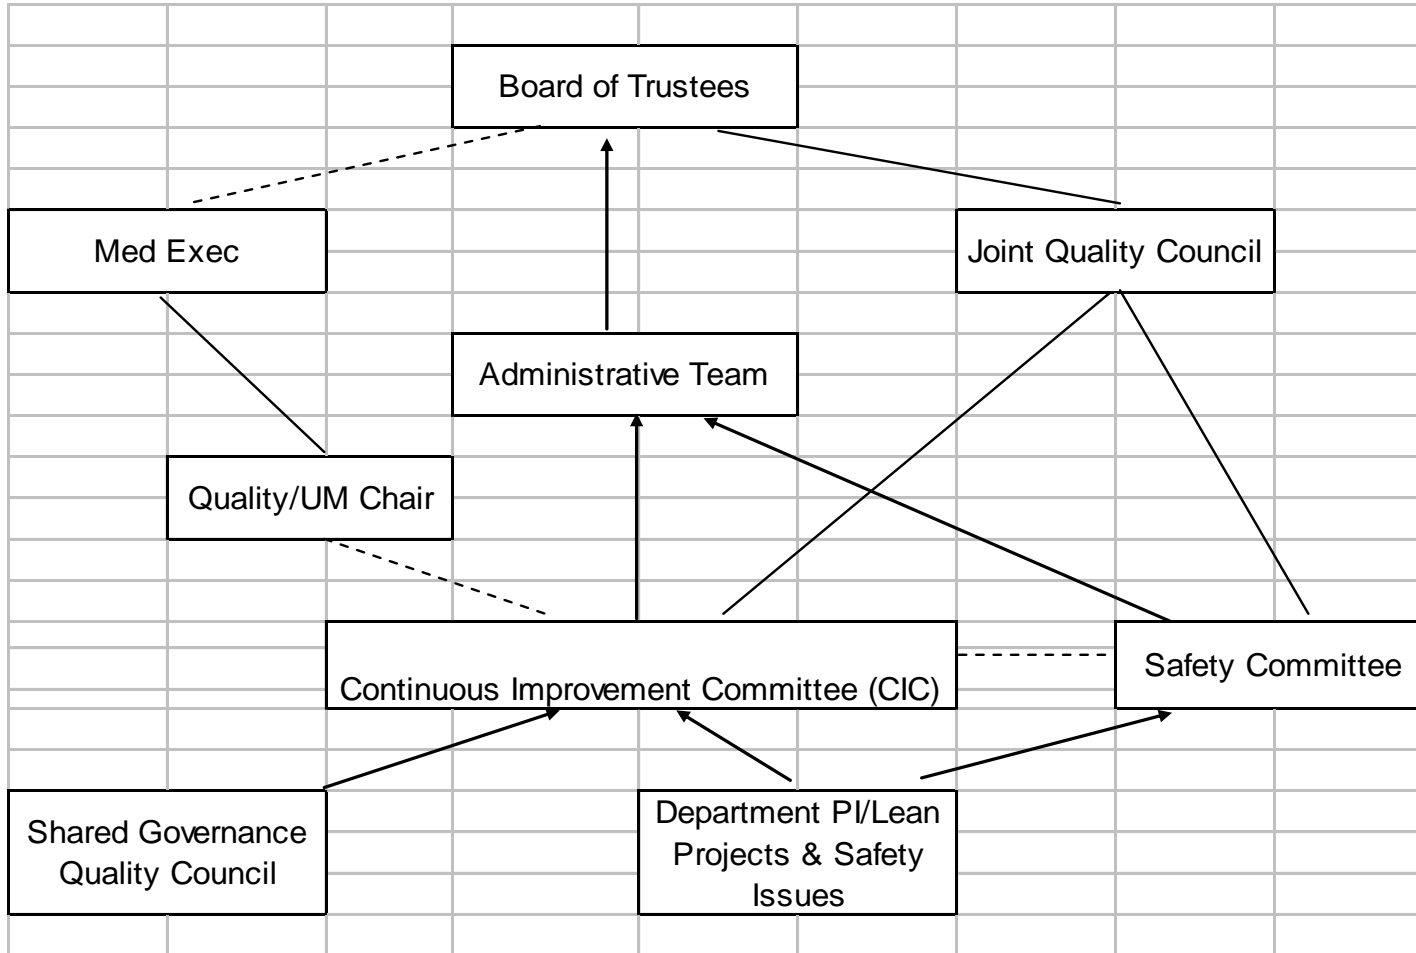 Board of Trustees
Med Exec
Joint Quality Council
Administrative Team
Quality/UM Chair
Continuous Improvement Committee (CIC)
Safety Committee
Shared Governance
Quality Council
Department PI/Lean
Projects & Safety
Issues